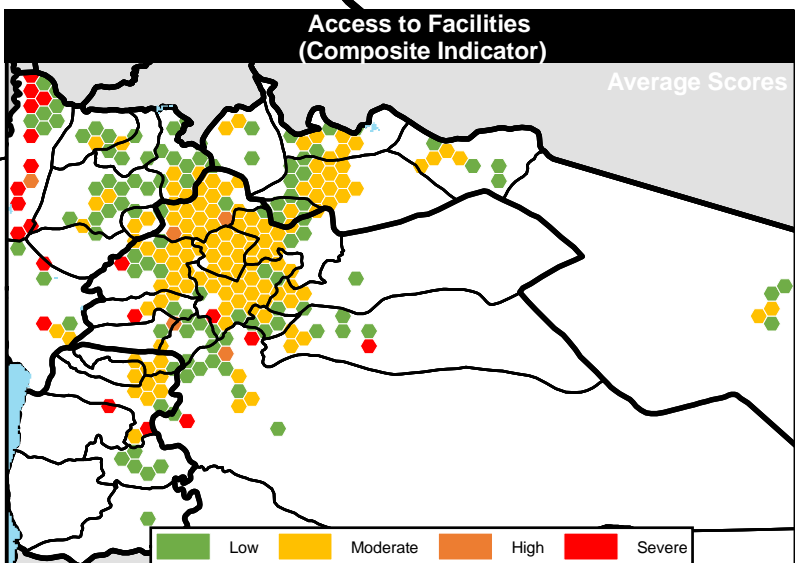 Access to Facilities
(Composite Indicator)
Average Scores
Low Moderate High Severe